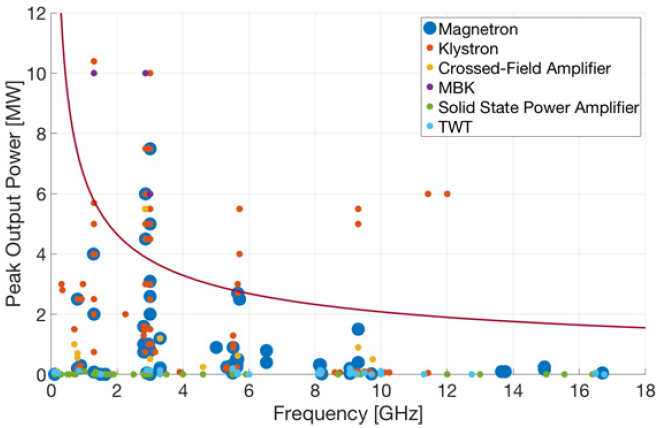 12
10
8
6
4
2
0
0 2 4 6 8 10 12 14 16 18
Peak Output Power [MW]
Frequency [GHz]
Magnetron
Klystron
Crossed-Field Amplifier
MBK
Solid State Power Amplifier
TWT